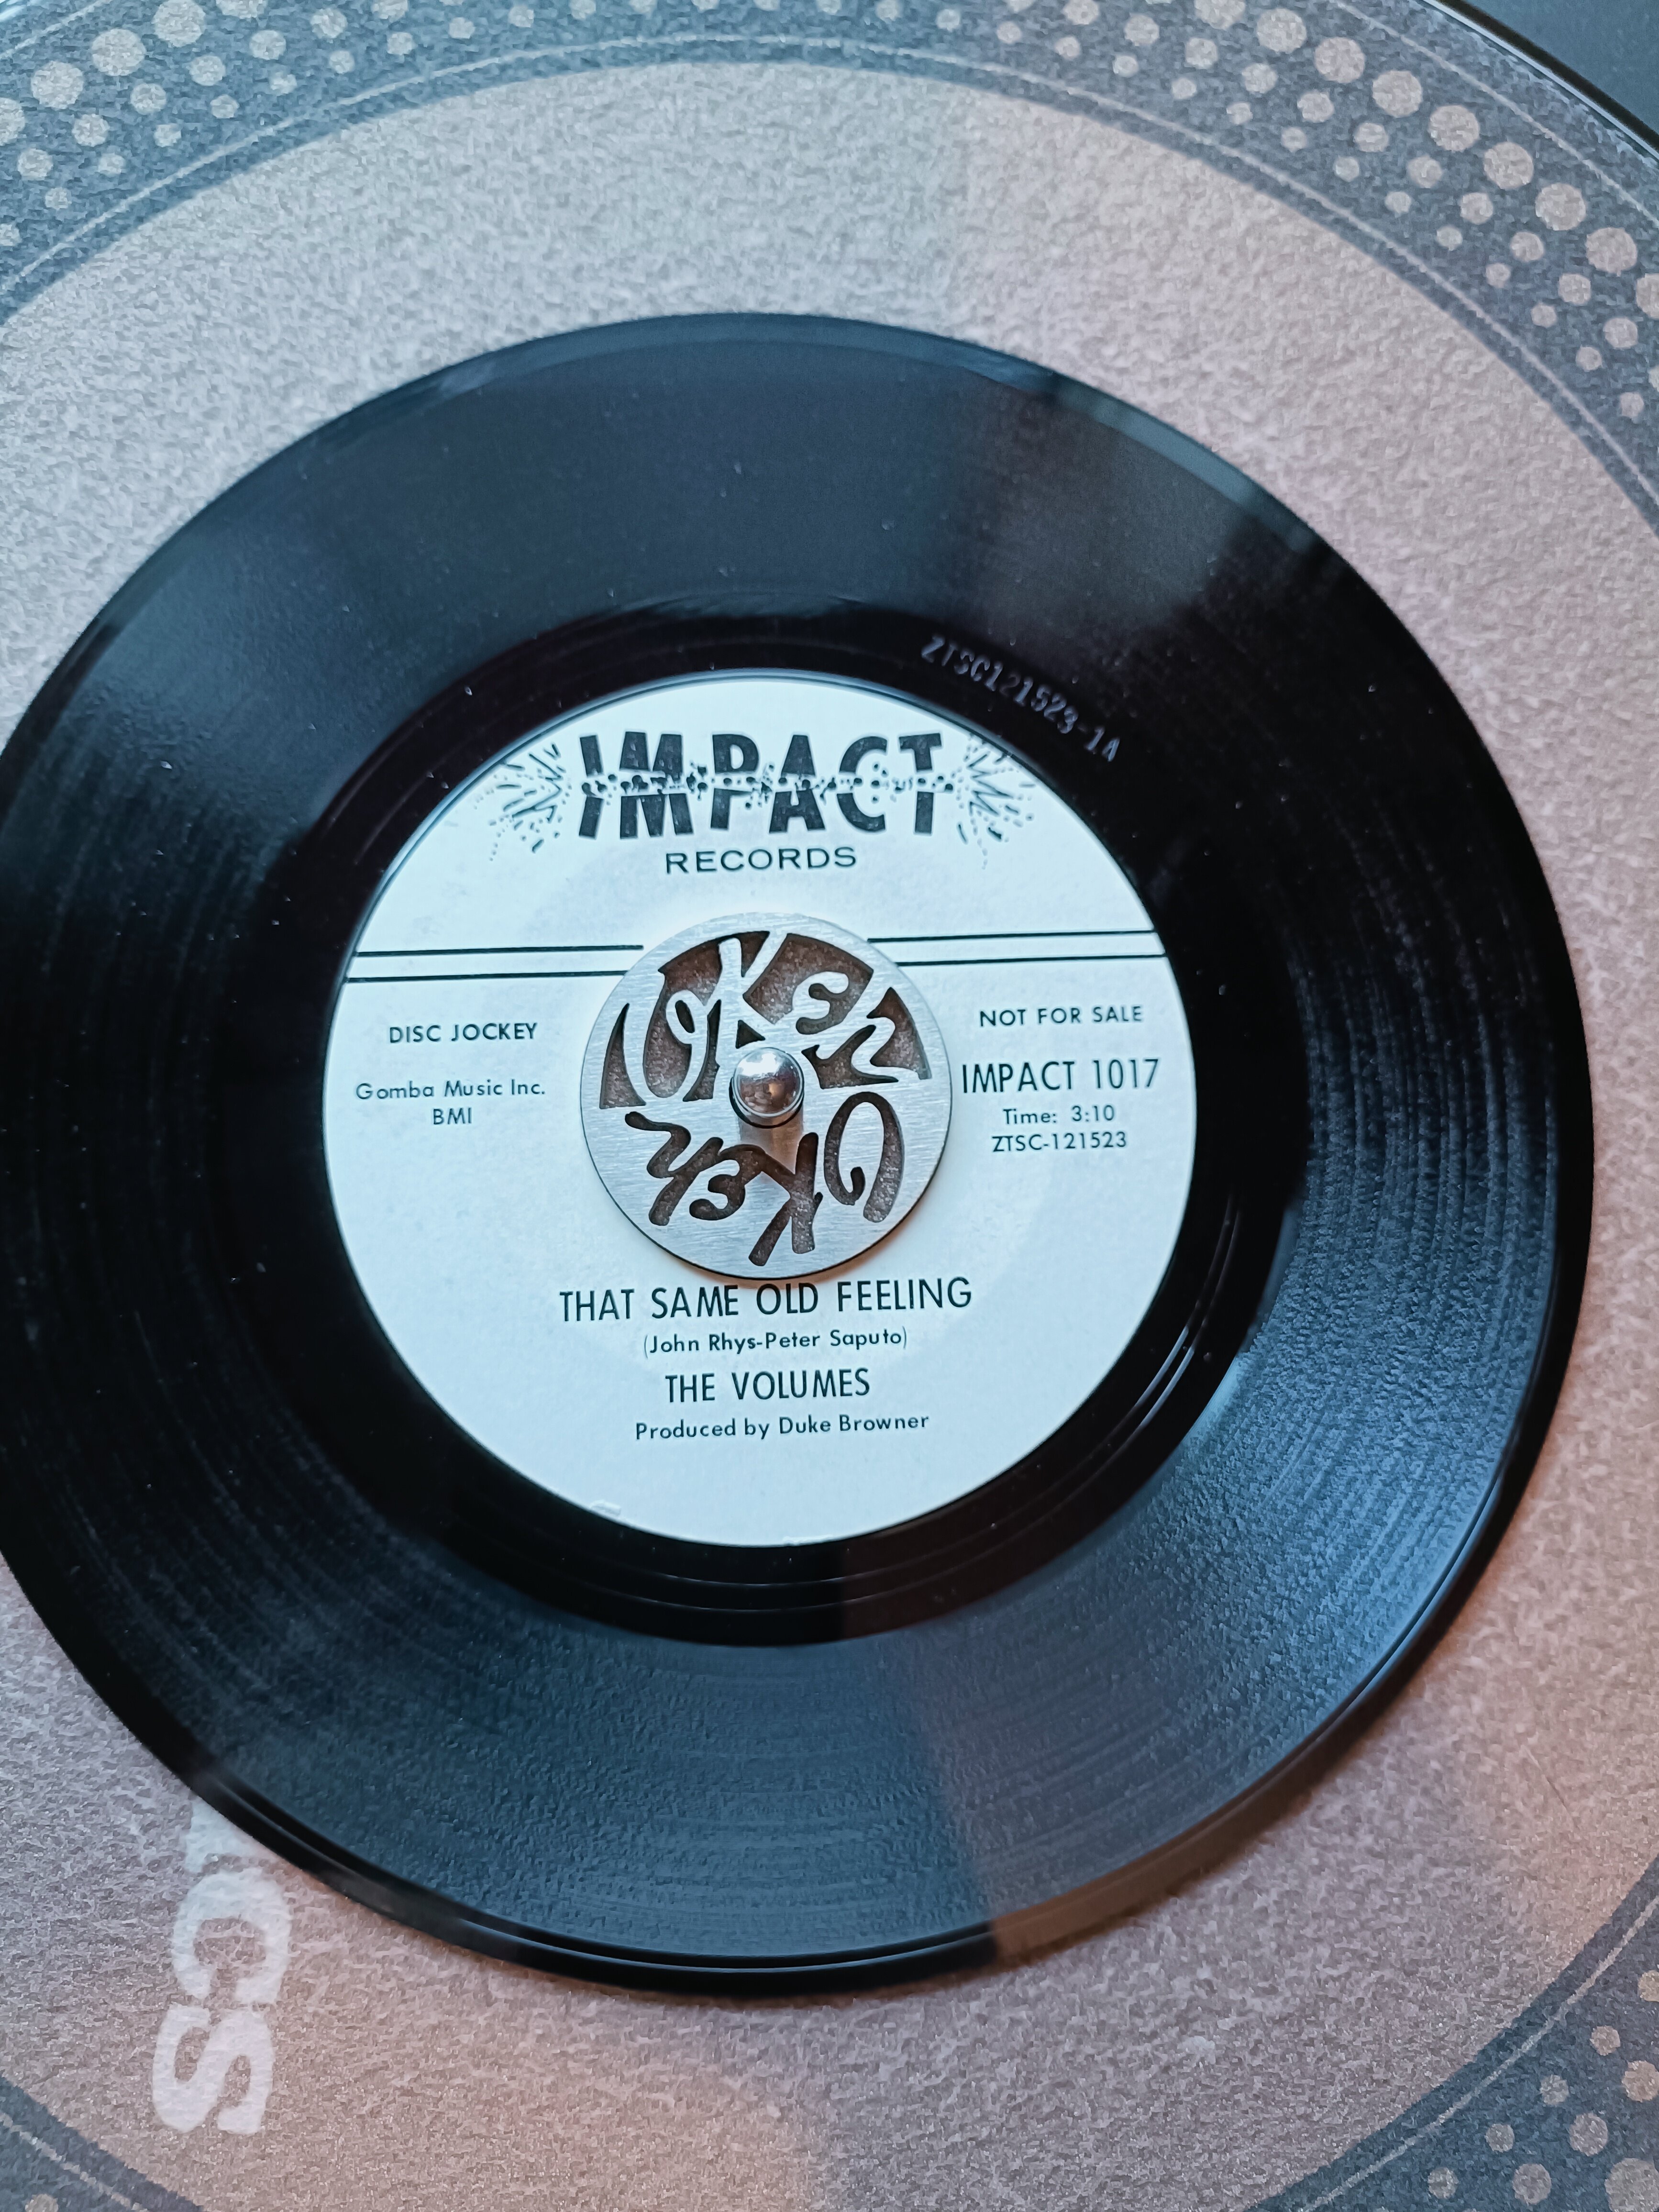 ZTSC121523-1A
IMPACT
RECORDS
DISC JOCKEY
Gomba Music Inc.
BMI
NOT FOR SALE
IMPACT 1017
Time: 3:10
ZTSC-121523
OKeh
OKeh
THAT SAME OLD FEELING
(John Rhys-Peter Saputo)
THE VOLUMES
Produced by Duke Browner
ICS